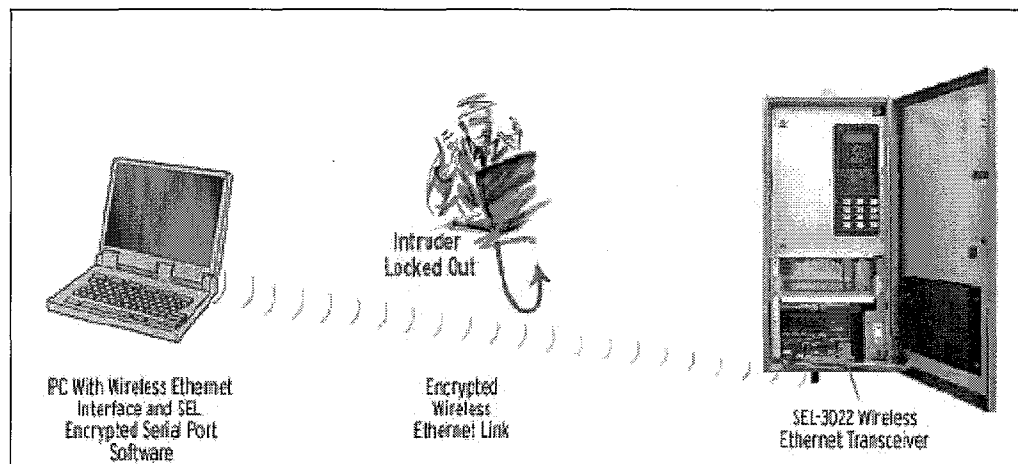 Intruder
Locked Out
PC With Wireless Ethernet
Interface and SEL
Encrypted Serial Port
Software
Encrypted
Wireless
Ethernet Link
SEL-3022 Wireless
Ethernet Transceiver